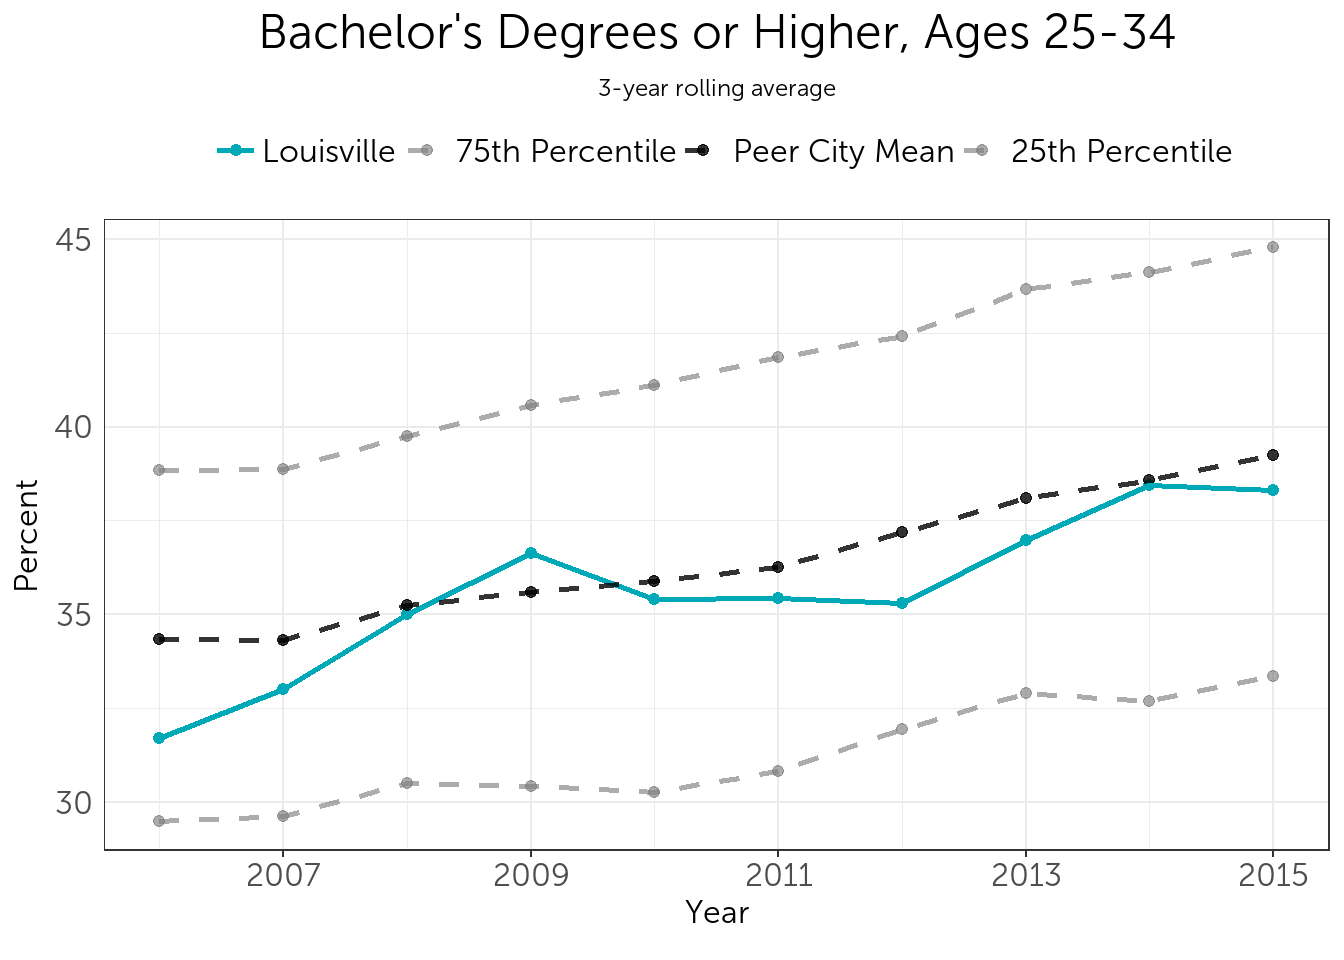 Bachelor's Degrees or Higher, Ages 25-34
3-year rolling average
Louisville 75th Percentile Peer City Mean 25th Percentile
45
40
35
30
Percent
2007 2009 2011 2013 2015
Year